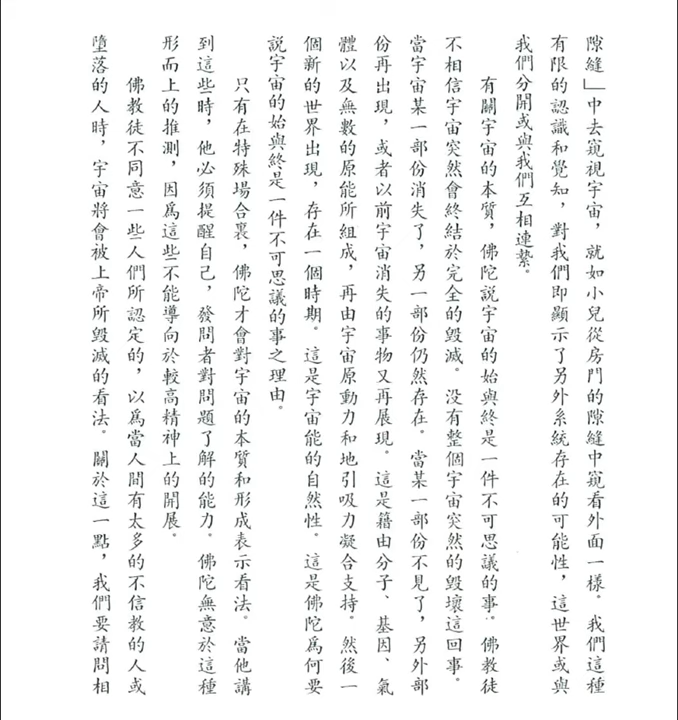 隙縫」中去窺視宇宙，就如小兒從房門的隙縫中窺看外面一樣。我們這種
有限的認識和覺知，對我們即顯示了另外系統存在的可能性，這世界或與
我們分開或與我們互相連縶。
有關宇宙的本質，佛陀説宇宙的始與終是一件不可思議的事。佛教徒
不相信宇宙突然會終結於完全的毀滅。没有整個宇宙突然的毀壞這回事。
當宇宙某一部份消失了，另一部份仍然存在。當某一部份不見了，另外部
份再出現，或者以前宇宙消失的事物又再展現。這是籍由分子、基因、氣
體以及無數的原能所組成，再由宇宙原動力和地引吸力凝合支持。然後一
個新的世界出現，存在一個時期。這是宇宙能的自然性。這是佛陀爲何要
説宇宙的始與終是一件不可思議的事之理由。
只有在特殊場合裏，佛陀才會對宇宙的本質和形成表示看法。當他講
到這些時，他必須提醒自己，發問者對問題了解的能力。佛陀無意於這種
形而上的推測，因爲這些不能導向於較高精神上的開展。
佛教徒不同意一些人們所認定的，以爲當人間有太多的不信教的人或
墮落的人時，宇宙將會被上帝所毀滅的看法。關於這一點，我們要請問相